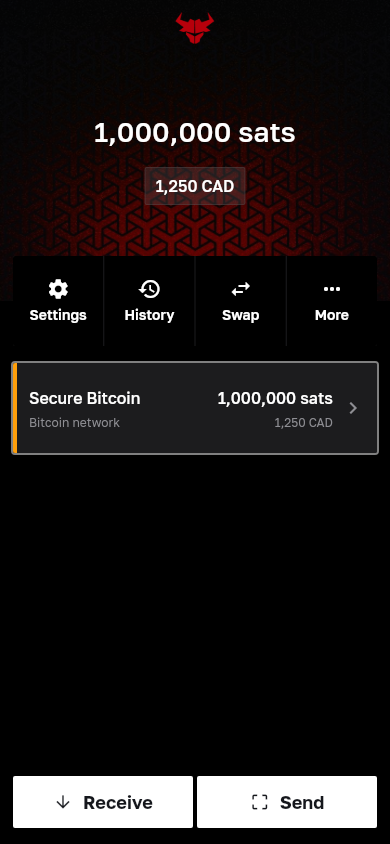 1,000,000 sats
1,250 CAD
Settings
History
Swap
More
Secure Bitcoin
1,000,000 sats
Bitcoin network
1,250 CAD
Receive
Send